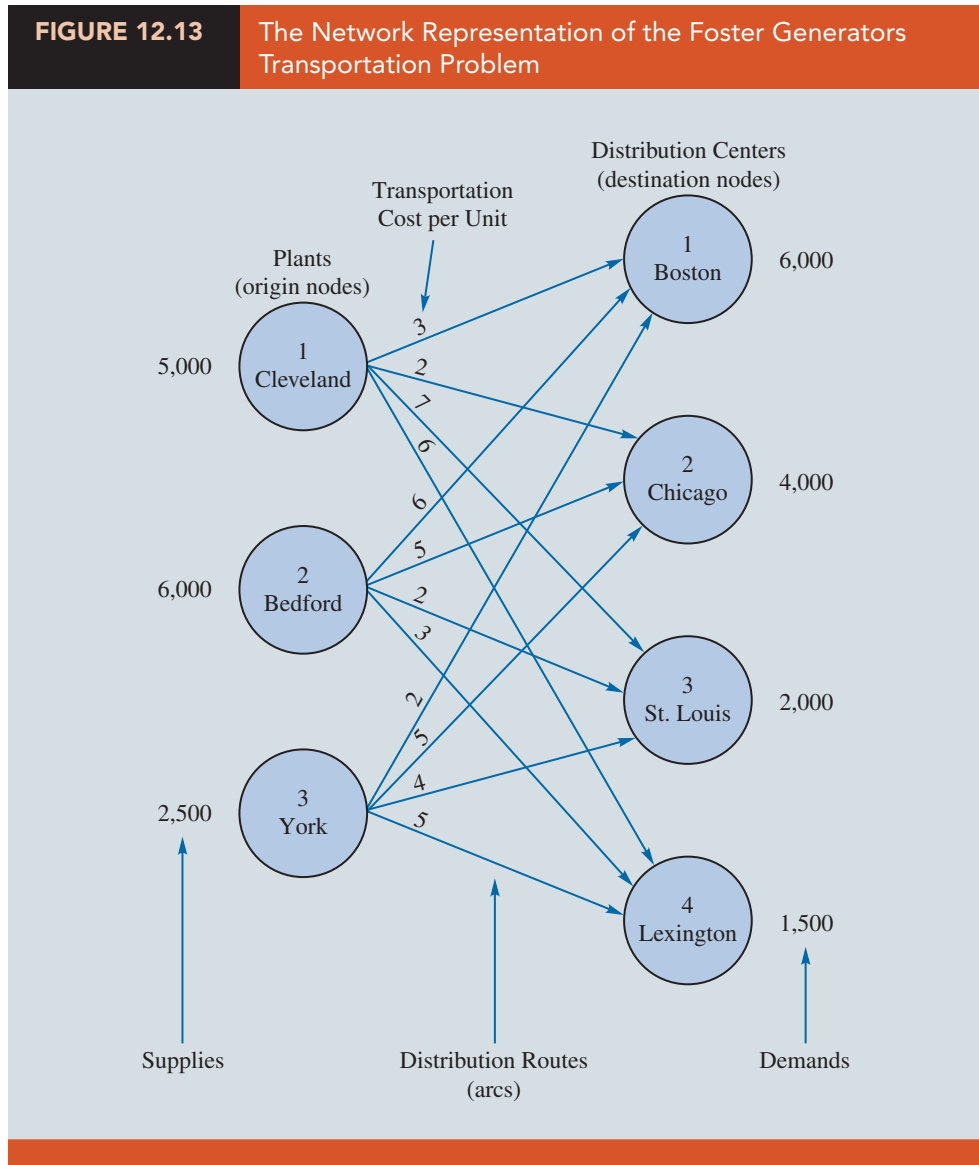 FIGURE 12.13
The Network Representation of the Foster Generators
Transportation Problem
Distribution Centers
(destination nodes)
Transportation
Cost per Unit
Plants
(origin nodes)
1
Boston
6,000
5,000
1
Cleveland
3
2
7
6
2
Chicago
4,000
6,000
2
Bedford
6
5
2
3
3
St. Louis
2,000
2,500
3
York
2
5
4
5
4
Lexington
1,500
Supplies
Distribution Routes
(arcs)
Demands